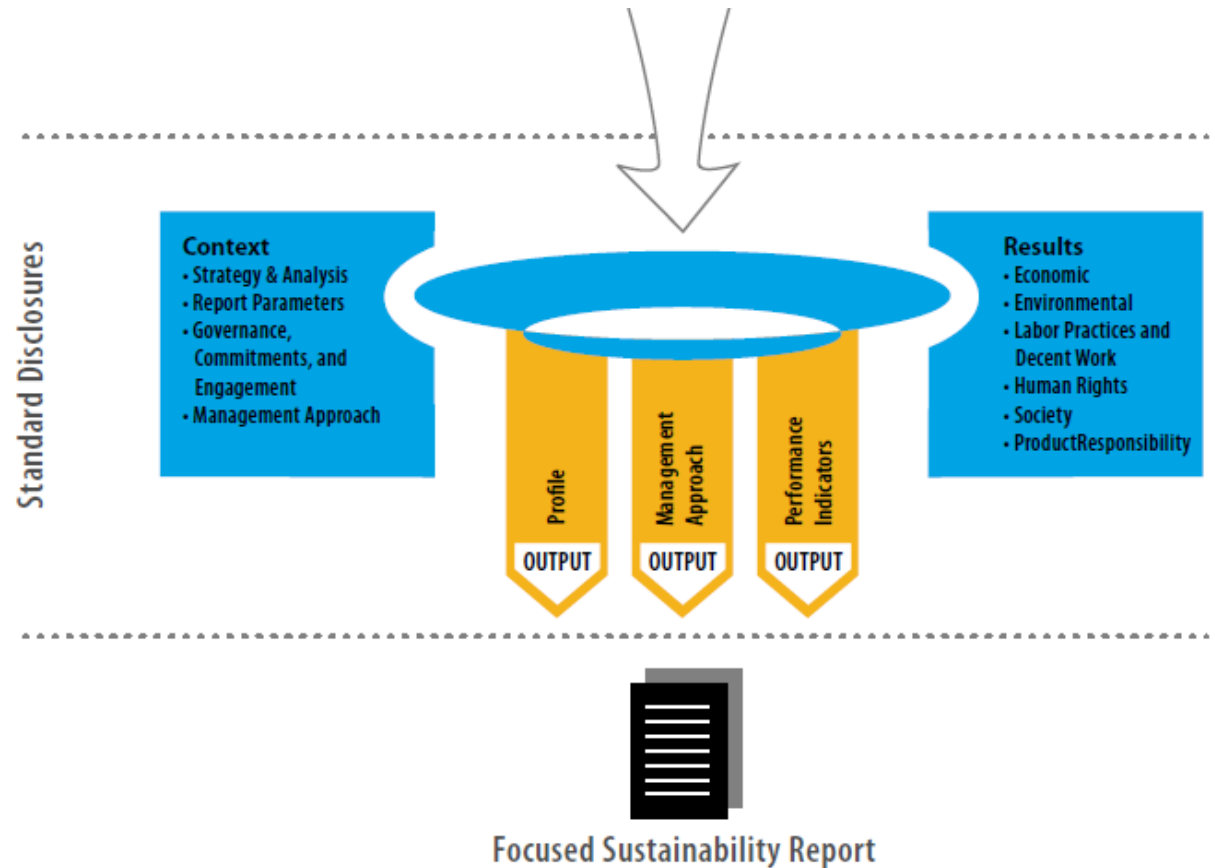 Standard Disclosures
Context
• Strategy & Analysis
• Report Parameters
• Governance,
Commitments, and
Engagement
• Management Approach
Profile
OUTPUT
Management
Approach
OUTPUT
Performance
Indicators
OUTPUT
Results
• Economic
• Environmental
• Labor Practices and
Decent Work
• Human Rights
• Society
• ProductResponsibility
Focused Sustainability Report